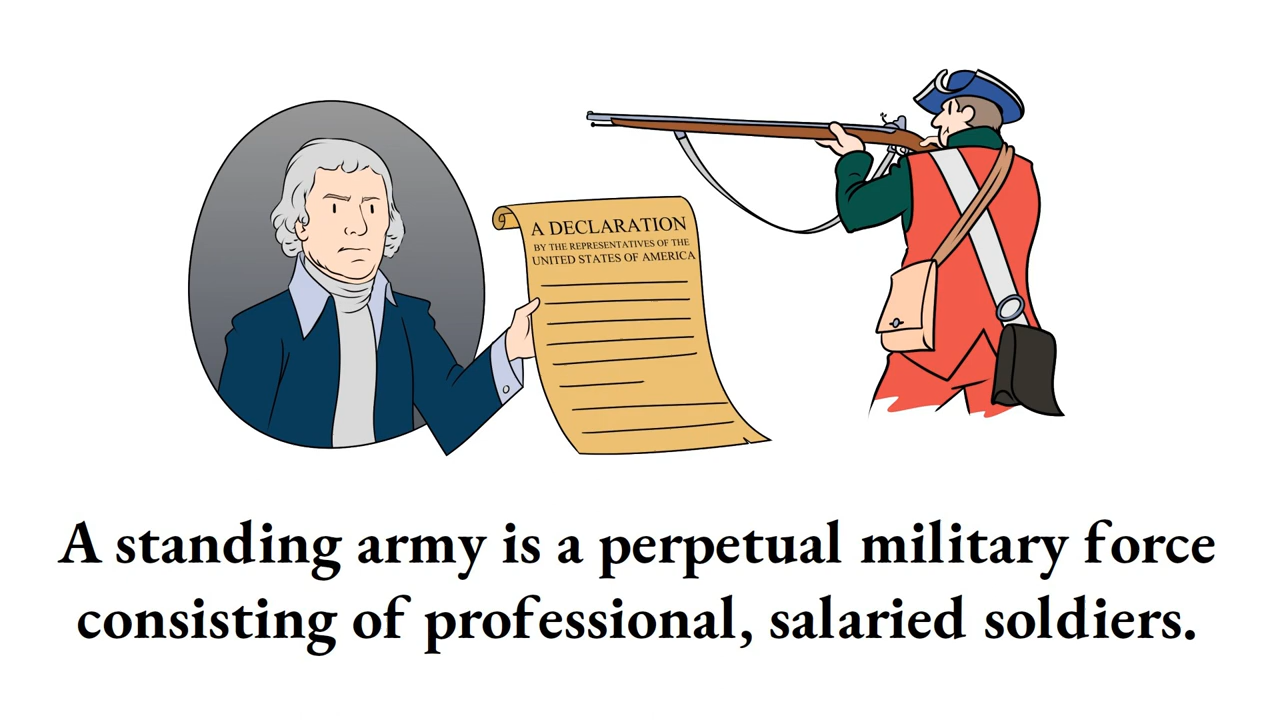 A DECLARATION
BY THE REPRESENTATIVES OF THE
UNITED STATES OF AMERICA
A standing army is a perpetual military force
consisting of professional, salaried soldiers.